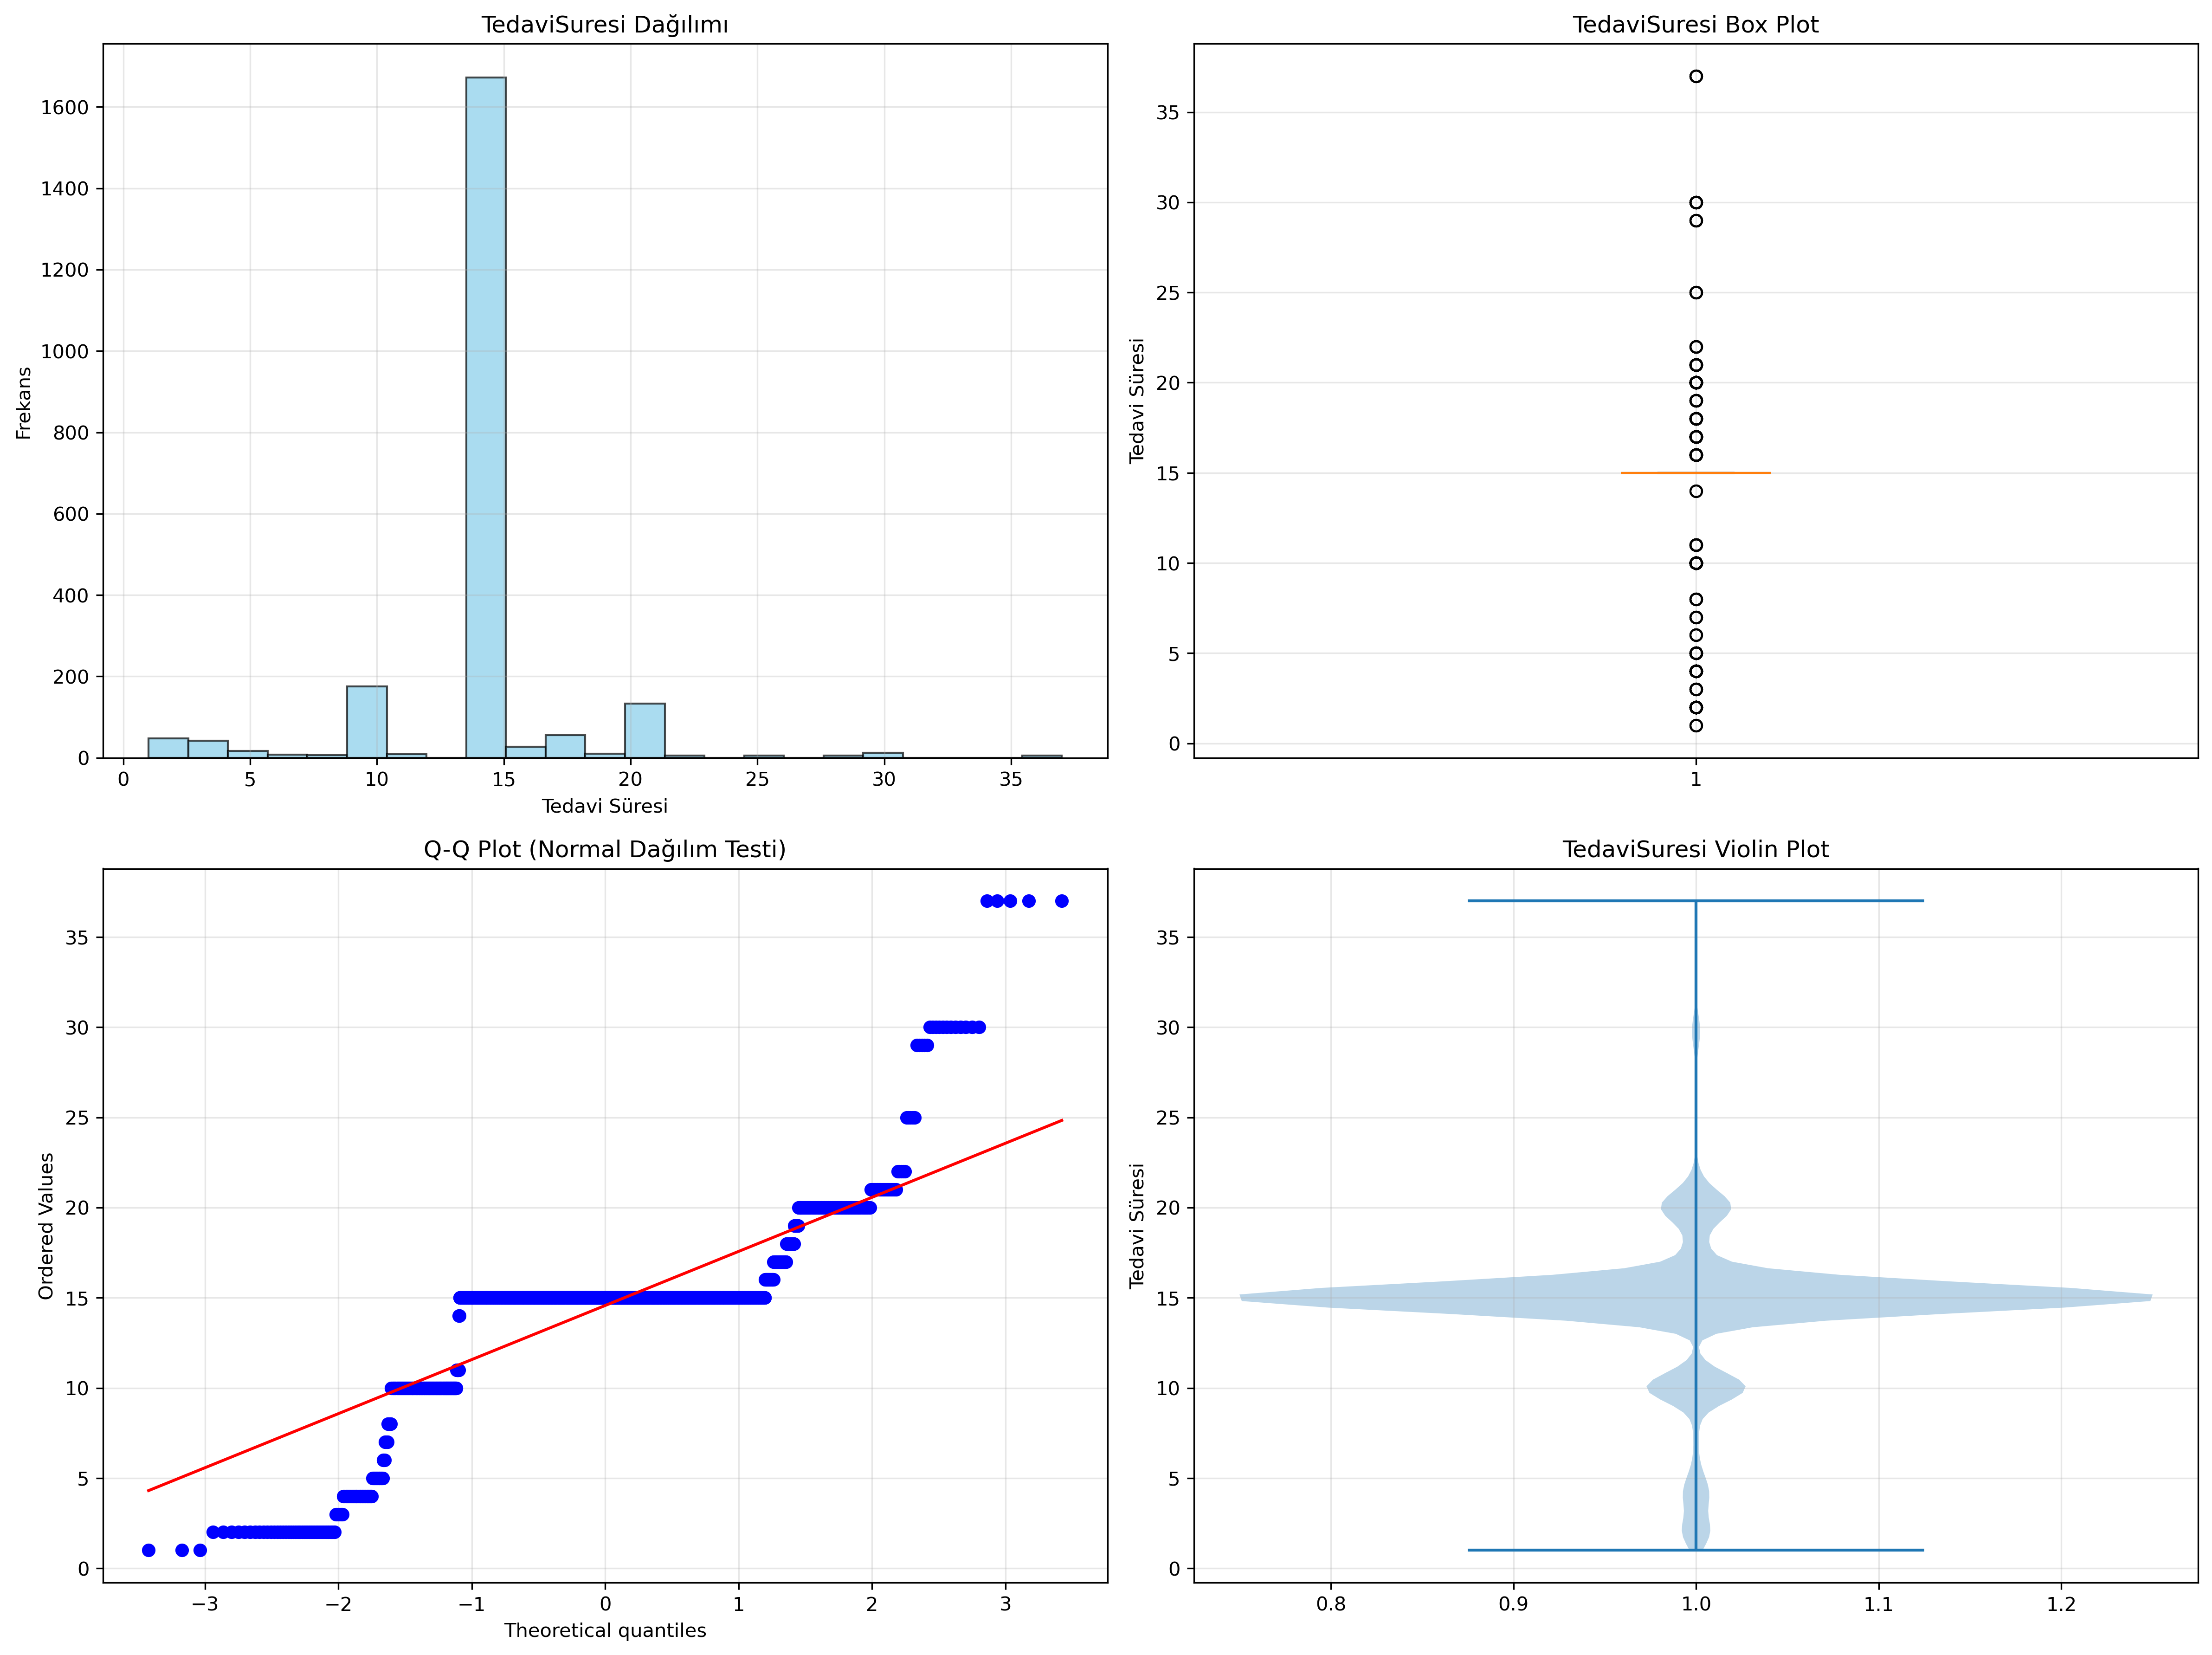 TedaviSuresi Dağılımı
Frekans
1600
1400
1200
1000
800
600
400
200
0
0 5 10 15 20 25 30 35
Tedavi Süresi
TedaviSuresi Box Plot
Tedavi Süresi
35
30
25
20
15
10
5
0
1
Q-Q Plot (Normal Dağılım Testi)
Ordered Values
35
30
25
20
15
10
5
0
−3 −2 −1 0 1 2 3
Theoretical quantiles
TedaviSuresi Violin Plot
Tedavi Süresi
35
30
25
20
15
10
5
0
0.8 0.9 1.0 1.1 1.2